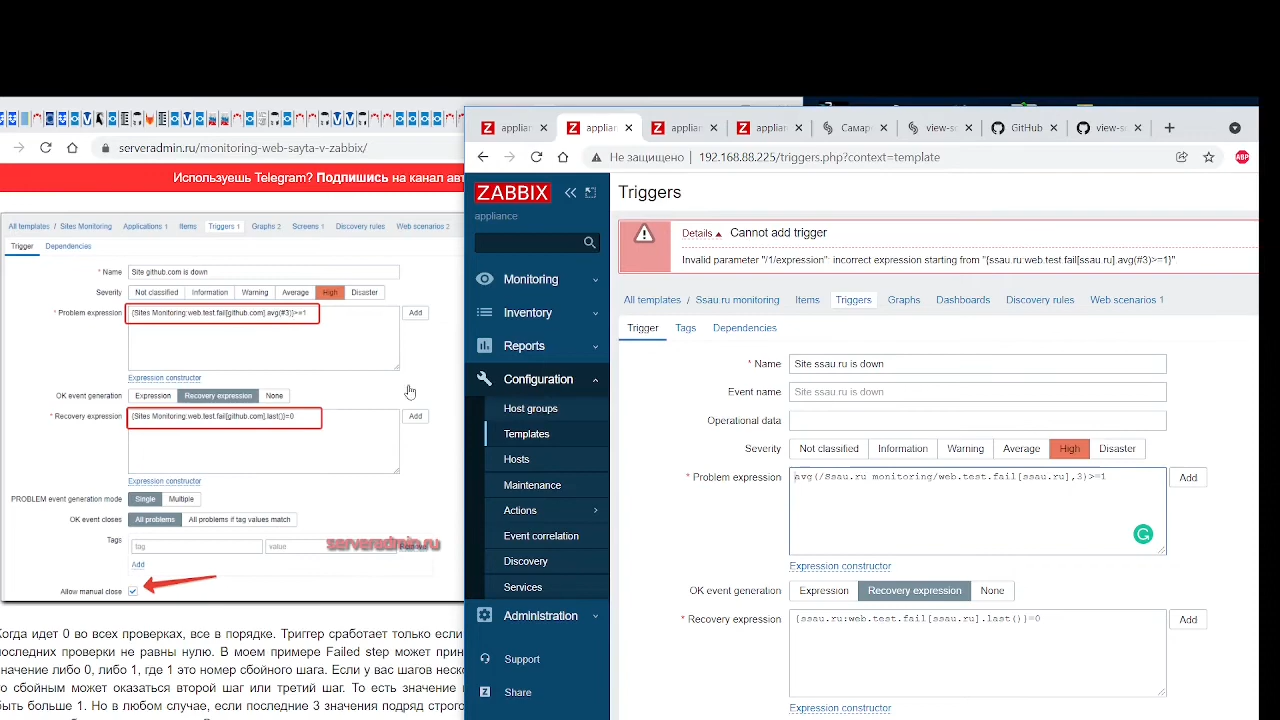 serveradmin.ru/monitoring-web-sayta-v-zabbix/
Используешь Telegram? Подпишись на канал авт
All templates / Sites Monitoring Applications 1 Items Triggers 1 Graphs 2 Screens 1 Discovery rules Web scenarios 2
Trigger Dependencies
* Name Site github.com is down
Severity Not classified Information Warning Average High Disaster
* Problem expression {Sites Monitoring:web.test.fail[github.com].avg(#3)}>=1 Add
Expression constructor
OK event generation Expression Recovery expression None
* Recovery expression {Sites Monitoring:web.test.fail[github.com].last()}=0 Add
Expression constructor
PROBLEM event generation mode Single Multiple
OK event closes All problems All problems if tag values match
Tags tag value Remove
serveradmin.ru
Add
Allow manual close
Когда идет 0 во всех проверках, все в порядке. Триггер сработает только если
последних проверки не равны нулю. В моем примере Failed step может прин
значение либо 0, либо 1, где 1 это номер сбойного шага. Если у вас шагов неск
то сбойным может оказаться второй шаг или третий шаг. То есть значение
быть больше 1. Но в любом случае, если последние 3 значения подряд строго
applian appliar applian applian Самар view-so GitHub view-so
Не защищено 192.168.88.225/triggers.php?context=template
ABP
ZABBIX
appliance
Monitoring
Inventory
Reports
Configuration
Host groups
Templates
Hosts
Maintenance
Actions
Event correlation
Discovery
Services
Administration
Support
Share
Triggers
Details Cannot add trigger
Invalid parameter "/1/expression": incorrect expression starting from "{ssau.ru:web.test.fail[ssau.ru].avg(#3)>=1}".
All templates / Ssau.ru monitoring Items Triggers Graphs Dashboards Discovery rules Web scenarios 1
Trigger Tags Dependencies
* Name Site ssau.ru is down
Event name Site ssau.ru is down
Operational data
Severity Not classified Information Warning Average High Disaster
* Problem expression avg(/Ssau.ru monitoring/web.test.fail[ssau.ru],3)>=1 Add
Expression constructor
OK event generation Expression Recovery expression None
* Recovery expression {ssau.ru:web.test.fail[ssau.ru].last()}=0 Add
Expression constructor